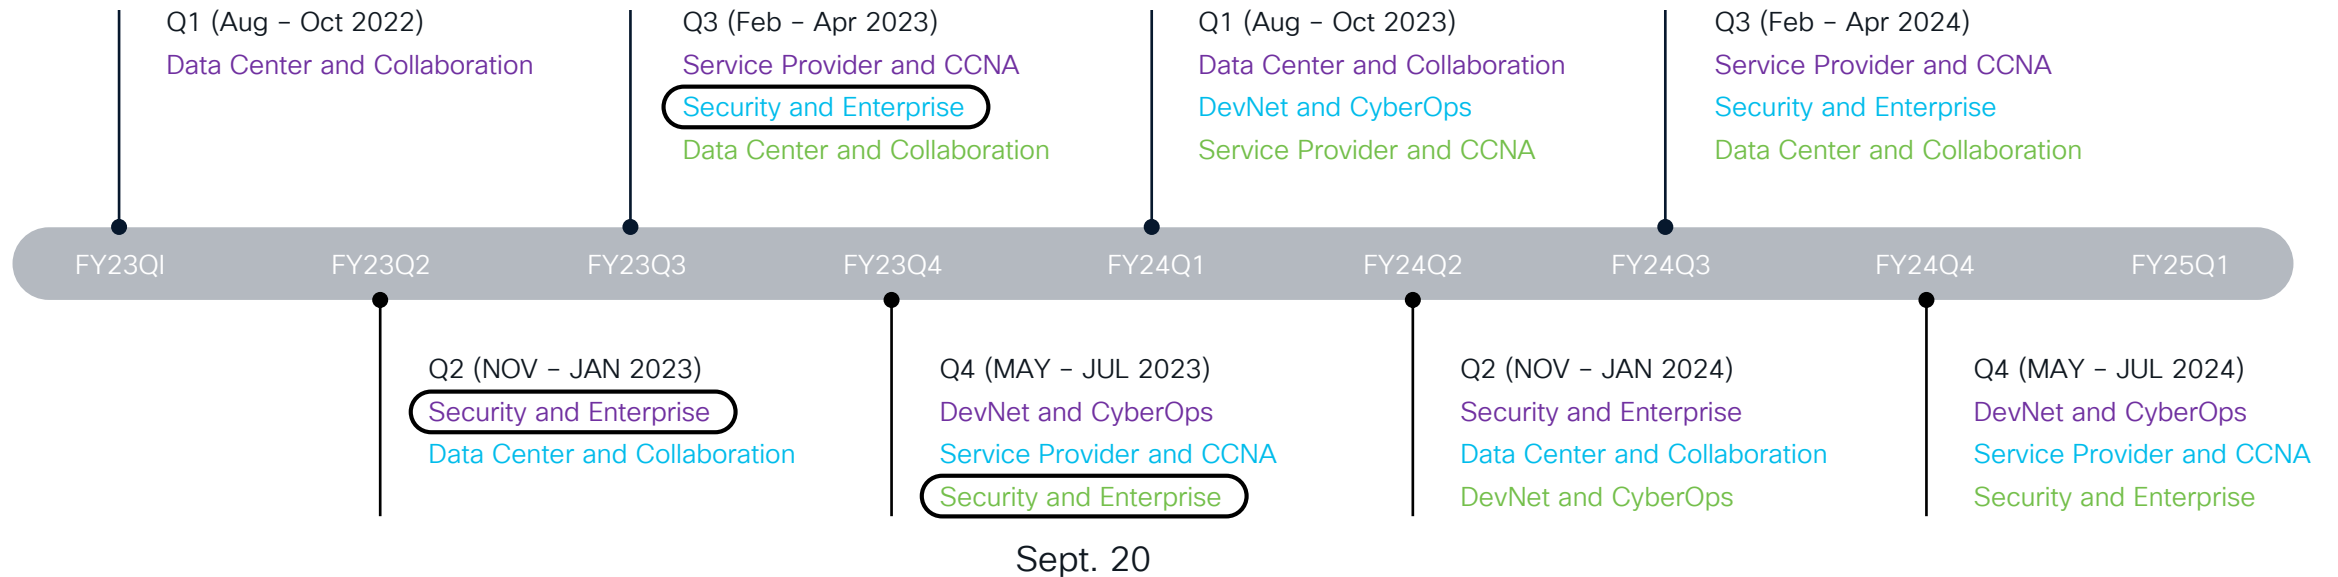 Q1 (Aug – Oct 2022)
Data Center and Collaboration
Q3 (Feb – Apr 2023)
Service Provider and CCNA
Security and Enterprise
Data Center and Collaboration
Q1 (Aug – Oct 2023)
Data Center and Collaboration
DevNet and CyberOps
Service Provider and CCNA
Q3 (Feb – Apr 2024)
Service Provider and CCNA
Security and Enterprise
Data Center and Collaboration
FY23QI
FY23Q2
FY23Q3
FY23Q4
FY24Q1
FY24Q2
FY24Q3
FY24Q4
FY25Q1
Q2 (NOV – JAN 2023)
Security and Enterprise
Data Center and Collaboration
Q4 (MAY – JUL 2023)
DevNet and CyberOps
Service Provider and CCNA
Security and Enterprise
Q2 (NOV – JAN 2024)
Security and Enterprise
Data Center and Collaboration
DevNet and CyberOps
Q4 (MAY – JUL 2024)
DevNet and CyberOps
Service Provider and CCNA
Security and Enterprise
Sept. 20